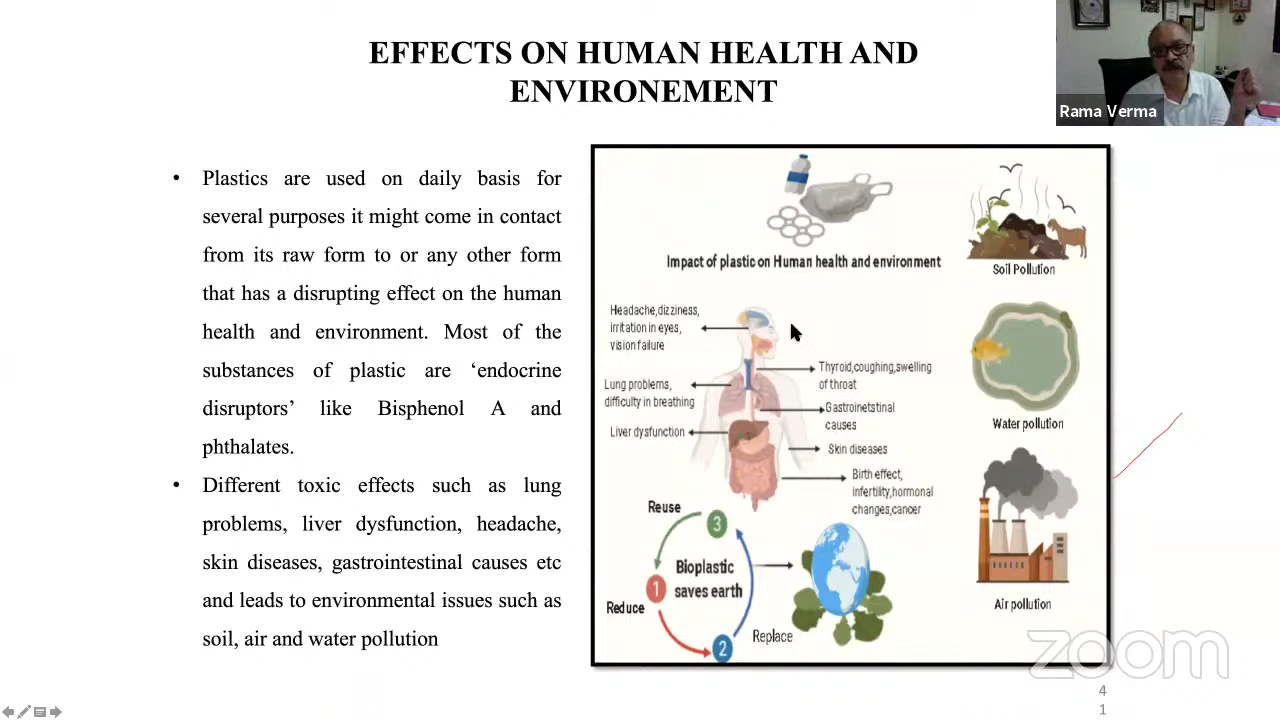 EFFECTS ON HUMAN HEALTH AND
ENVIRONEMENT
Rama Verma
• Plastics are used on daily basis for
several purposes it might come in contact
from its raw form to or any other form
that has a disrupting effect on the human
health and environment. Most of the
substances of plastic are ‘endocrine
disruptors’ like Bisphenol A and
phthalates.
• Different toxic effects such as lung
problems, liver dysfunction, headache,
skin diseases, gastrointestinal causes etc
and leads to environmental issues such as
soil, air and water pollution
Impact of plastic on Human health and environment
Soil Pollution
Headache,dizziness,
irritation in eyes,
vision failure
Thyroid,coughing,swelling
of throat
Lung problems,
difficulty in breathing
Gastroinetstinal
causes
Liver dysfunction
Skin diseases
Birth effect,
infertility,hormonal
changes,cancer
Water pollution
Reuse
3
Bioplastic
saves earth
1
Reduce
2
Replace
Air pollution
zoom
4
1